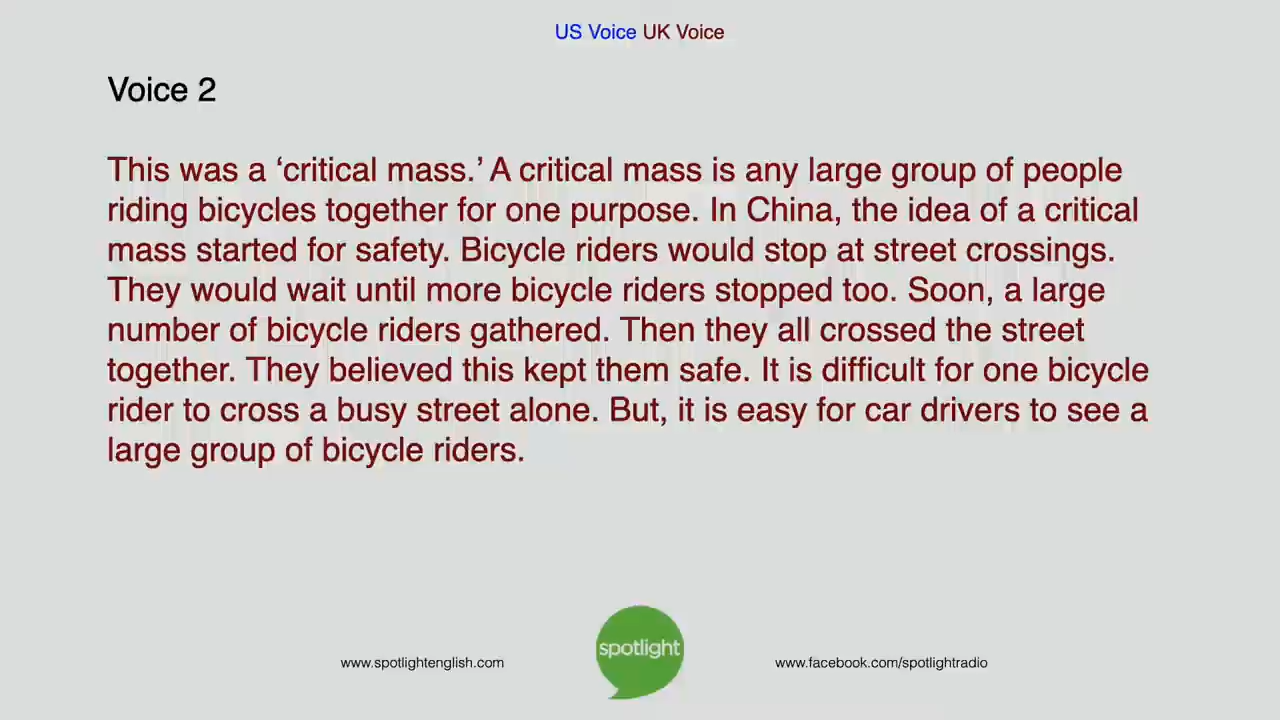 US Voice UK Voice
Voice 2
This was a ‘critical mass.’ A critical mass is any large group of people
riding bicycles together for one purpose. In China, the idea of a critical
mass started for safety. Bicycle riders would stop at street crossings.
They would wait until more bicycle riders stopped too. Soon, a large
number of bicycle riders gathered. Then they all crossed the street
together. They believed this kept them safe. It is difficult for one bicycle
rider to cross a busy street alone. But, it is easy for car drivers to see a
large group of bicycle riders.
www.spotlightenglish.com
spotlight
www.facebook.com/spotlightradio